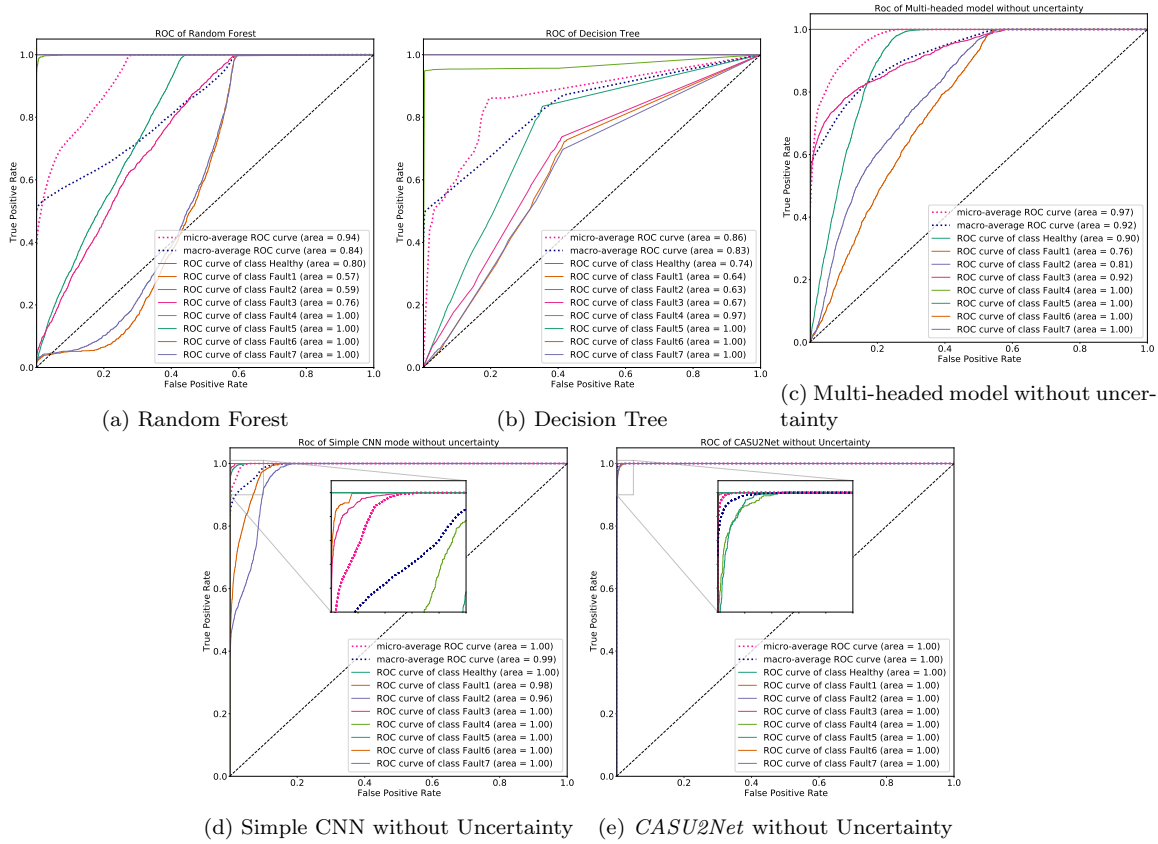 ROC of Random Forest
True Positive Rate
1.0
0.8
0.6
0.4
0.2
0.0
micro-average ROC curve (area = 0.94)
macro-average ROC curve (area = 0.84)
ROC curve of class Healthy (area = 0.80)
ROC curve of class Fault1 (area = 0.57)
ROC curve of class Fault2 (area = 0.59)
ROC curve of class Fault3 (area = 0.76)
ROC curve of class Fault4 (area = 1.00)
ROC curve of class Fault5 (area = 1.00)
ROC curve of class Fault6 (area = 1.00)
ROC curve of class Fault7 (area = 1.00)
0.2 0.4 0.6 0.8 1.0
False Positive Rate
(a) Random Forest
ROC of Decision Tree
True Positive Rate
1.0
0.8
0.6
0.4
0.2
0.0
micro-average ROC curve (area = 0.86)
macro-average ROC curve (area = 0.83)
ROC curve of class Healthy (area = 0.74)
ROC curve of class Fault1 (area = 0.64)
ROC curve of class Fault2 (area = 0.63)
ROC curve of class Fault3 (area = 0.67)
ROC curve of class Fault4 (area = 0.97)
ROC curve of class Fault5 (area = 1.00)
ROC curve of class Fault6 (area = 1.00)
ROC curve of class Fault7 (area = 1.00)
0.2 0.4 0.6 0.8 1.0
False Positive Rate
(b) Decision Tree
Roc of Multi-headed model without uncertainty
True Positive Rate
1.0
0.8
0.6
0.4
0.2
0.0
micro-average ROC curve (area = 0.97)
macro-average ROC curve (area = 0.92)
ROC curve of class Healthy (area = 0.90)
ROC curve of class Fault1 (area = 0.76)
ROC curve of class Fault2 (area = 0.81)
ROC curve of class Fault3 (area = 0.92)
ROC curve of class Fault4 (area = 1.00)
ROC curve of class Fault5 (area = 1.00)
ROC curve of class Fault6 (area = 1.00)
ROC curve of class Fault7 (area = 1.00)
0.2 0.4 0.6 0.8 1.0
False Positive Rate
(c) Multi-headed model without uncer-
tainty
Roc of Simple CNN mode without uncertainty
True Positive Rate
1.0
0.8
0.6
0.4
0.2
0.0
micro-average ROC curve (area = 1.00)
macro-average ROC curve (area = 0.99)
ROC curve of class Healthy (area = 1.00)
ROC curve of class Fault1 (area = 0.98)
ROC curve of class Fault2 (area = 0.96)
ROC curve of class Fault3 (area = 1.00)
ROC curve of class Fault4 (area = 1.00)
ROC curve of class Fault5 (area = 1.00)
ROC curve of class Fault6 (area = 1.00)
ROC curve of class Fault7 (area = 1.00)
0.2 0.4 0.6 0.8 1.0
False Positive Rate
(d) Simple CNN without Uncertainty
ROC of CASU2Net without Uncertainty
True Positive Rate
1.0
0.8
0.6
0.4
0.2
0.0
micro-average ROC curve (area = 1.00)
macro-average ROC curve (area = 1.00)
ROC curve of class Healthy (area = 1.00)
ROC curve of class Fault1 (area = 1.00)
ROC curve of class Fault2 (area = 1.00)
ROC curve of class Fault3 (area = 1.00)
ROC curve of class Fault4 (area = 1.00)
ROC curve of class Fault5 (area = 1.00)
ROC curve of class Fault6 (area = 1.00)
ROC curve of class Fault7 (area = 1.00)
0.2 0.4 0.6 0.8 1.0
False Positive Rate
(e) CASU2Net without Uncertainty